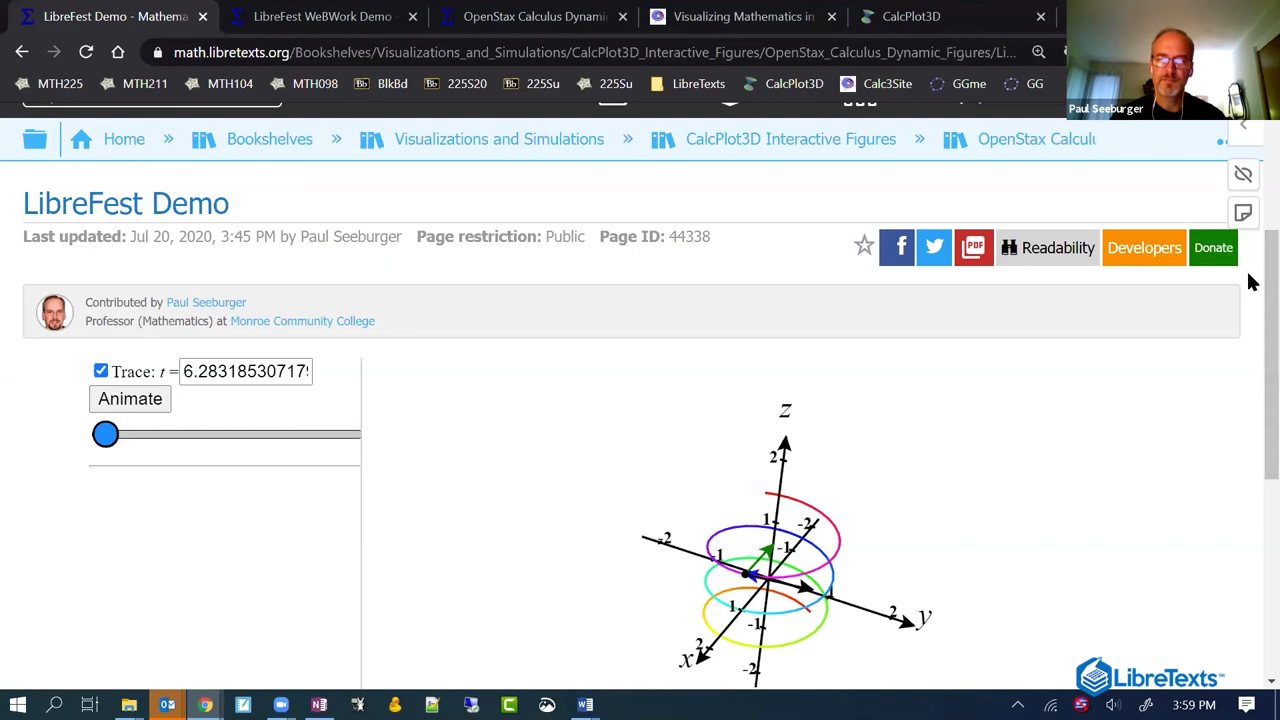 LibreFest Demo - Mathema
LibreFest WeBWork Demo
OpenStax Calculus Dynami
Visualizing Mathematics in
CalcPlot3D
math.libretexts.org/Bookshelves/Visualizations_and_Simulations/CalcPlot3D_Interactive_Figures/OpenStax_Calculus_Dynamic_Figures/Li...
MTH225
MTH211
MTH104
MTH098
BlkBd
225Su
LibreTexts
CalcPlot3D
Calc3Site
GGme
GG
Paul Seeburger
Home » Bookshelves » Visualizations and Simulations » CalcPlot3D Interactive Figures » OpenStax Calculu
LibreFest Demo
Last updated: Jul 20, 2020, 3:45 PM by Paul Seeburger Page restriction: Public Page ID: 44338
PDF
Readability
Developers
Donate
Contributed by Paul Seeburger
Professor (Mathematics) at Monroe Community College
Trace: t = 6.28318530717
Animate
z
2
1
-2
-2
-1
-1
1
1
-1
2
y
2
x
-2
LibreTexts™
3:59 PM